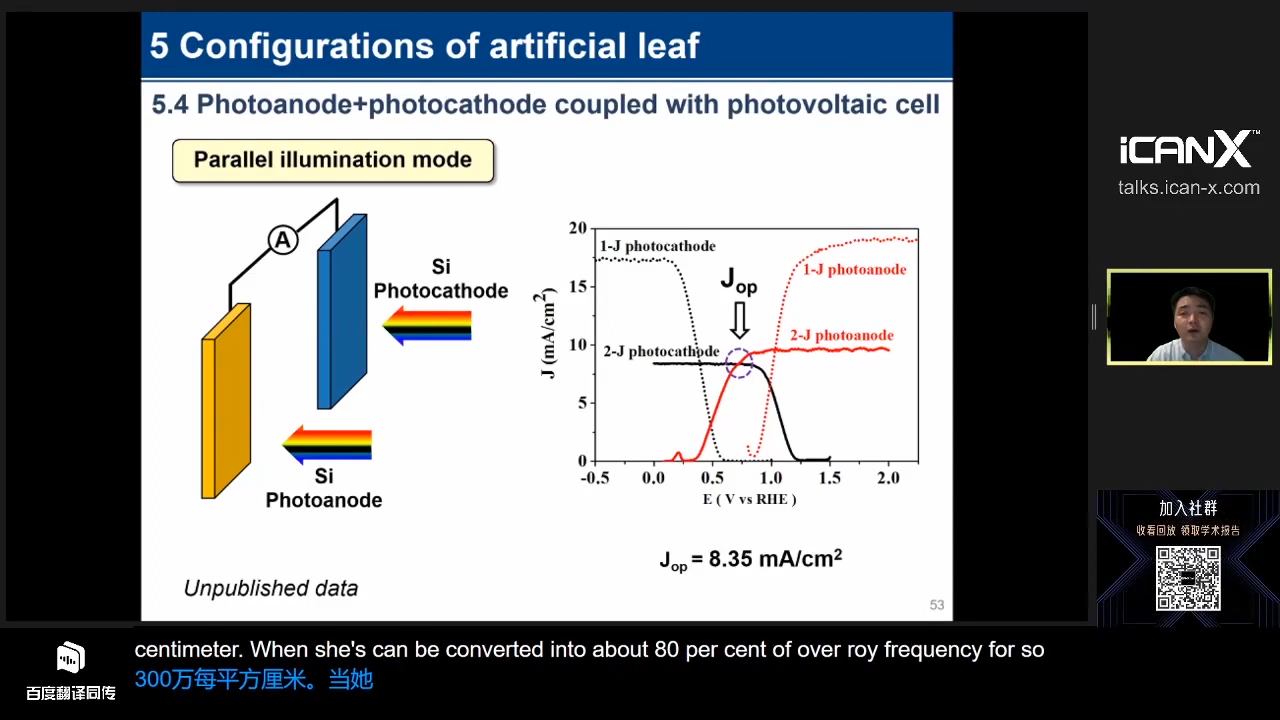 5 Configurations of artificial leaf
5.4 Photoanode+photocathode coupled with photovoltaic cell
Parallel illumination mode
A
Si
Photocathode
Si
Photoanode
Unpublished data
J (mA/cm2)
20
15
10
5
0
-0.5
0.0
0.5
1.0
1.5
2.0
E ( V vs RHE )
1-J photocathode
1-J photoanode
Jop
2-J photoanode
2-J photocathode
Jop = 8.35 mA/cm2
53
iCANX™
talks.ican-x.com
加入社群
收看回放 领取学术报告
百度翻译同传
centimeter. When she's can be converted into about 80 per cent of over roy frequency for so
300万每平方厘米。当她